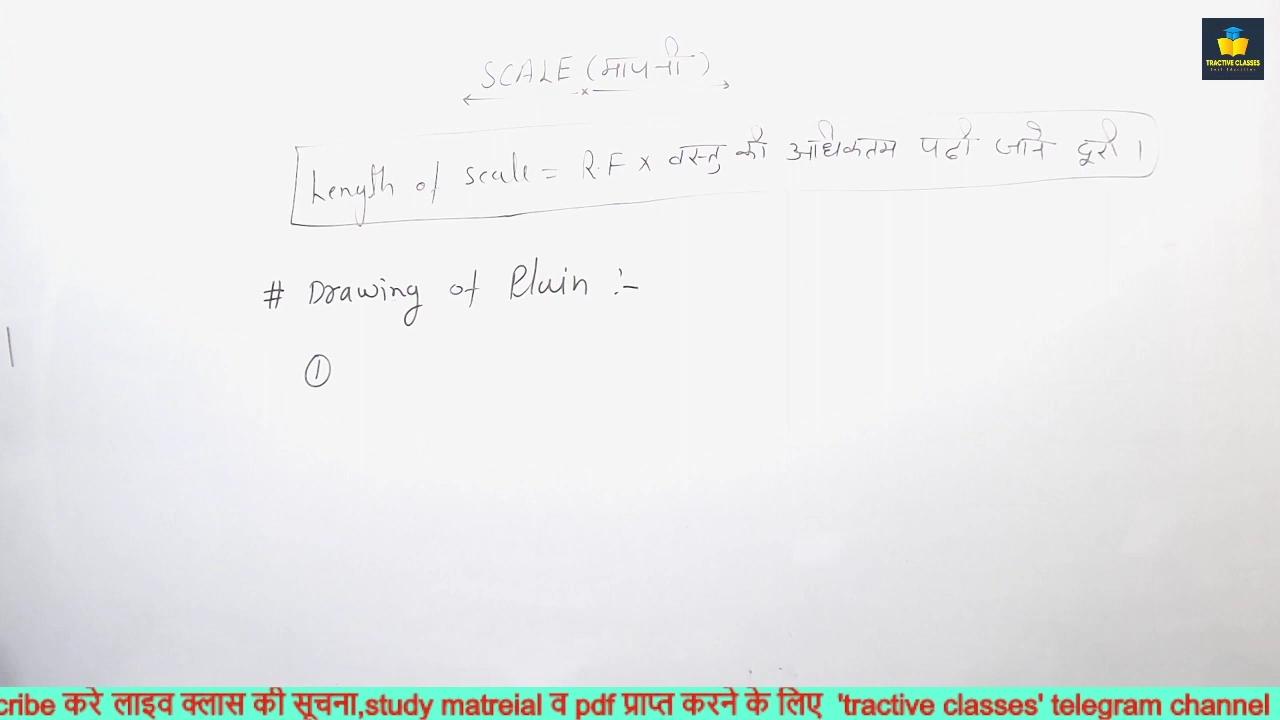 SCALE (मापनी)
TRACTIVE CLASSES
Length of scale = R.F x वस्तु की अधिकतम पढी जाने दूरी।
# Drawing of Plain :-
①
cribe करे लाइव क्लास की सूचना,study matreial व pdf प्राप्त करने के लिए 'tractive classes' telegram channel